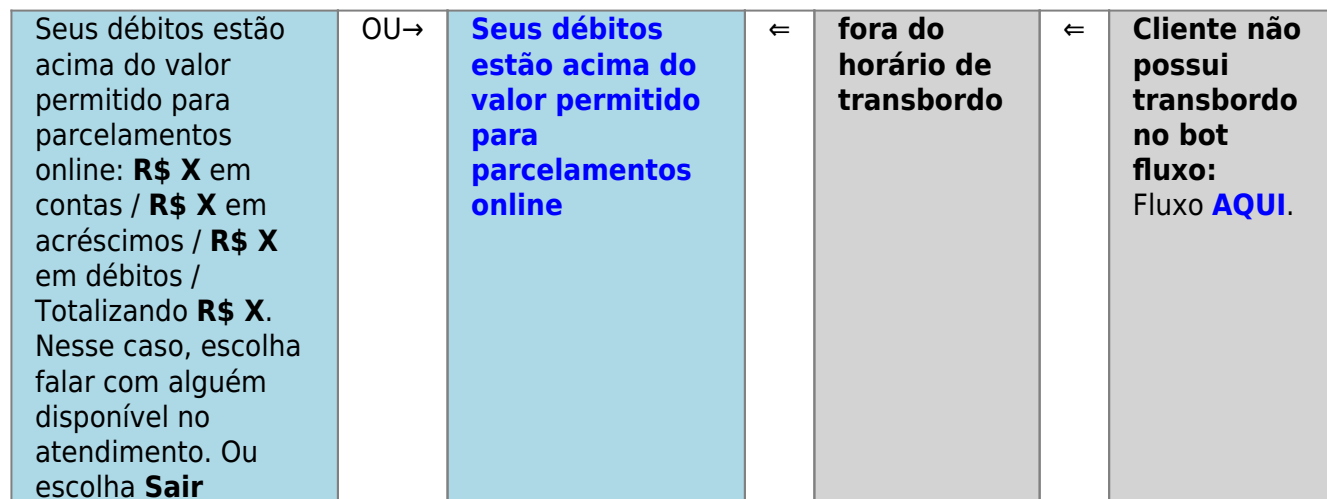 Seus débitos estão
acima do valor
permitido para
parcelamentos
online: R$ X em
contas / R$ X em
acréscimos / R$ X
em débitos /
Totalizando R$ X.
Nesse caso, escolha
falar com alguém
disponível no
atendimento. Ou
escolha Sair
OU→
Seus débitos
estão acima do
valor permitido
para
parcelamentos
online
⇐
fora do
horário de
transbordo
⇐
Cliente não
possui
transbordo
no bot
fluxo:
Fluxo AQUI.